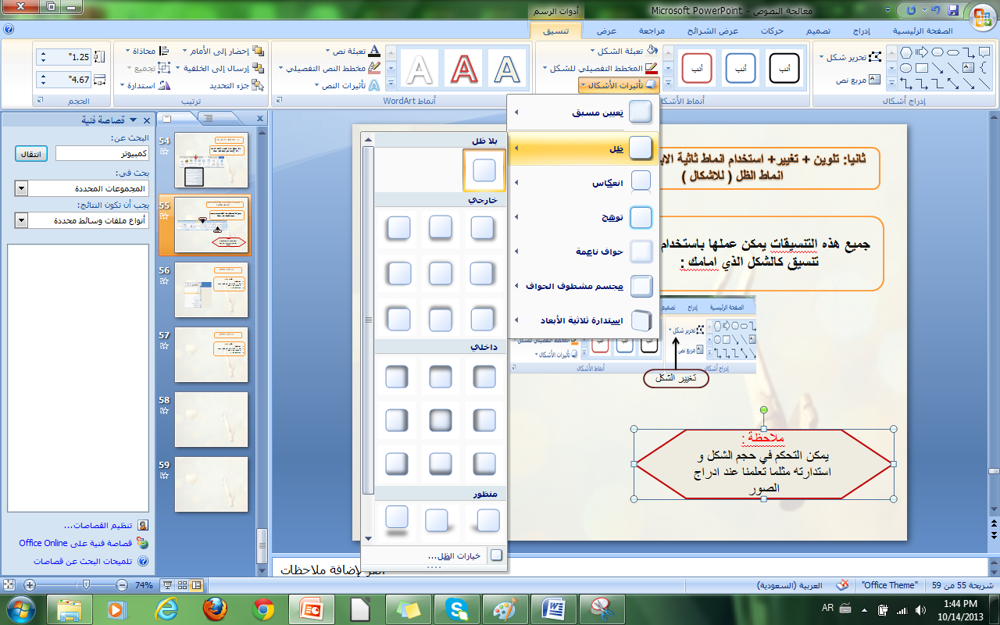 أدوات الرسم
معالجة النصوص - Microsoft PowerPoint
الصفحة الرئيسية
إدراج
تصميم
حركات
عرض الشرائح
مراجعة
عرض
تنسيق
تحرير شكل
مربع نص
إدراج أشكال
أنب
أنب
أنب
تعبئة الشكل
المخطط التفصيلي للشكل
تأثيرات الأشكال
أنماط الأشكال
A A A
تعبئة نص
مخطط النص التفصيلي
تأثيرات النص
أنماط WordArt
إحضار إلى الأمام
إرسال إلى الخلفية
جزء التحديد
محاذاة
تجميع
استدارة
ترتيب
1.25"
4.67"
الحجم
تعيين مسبق
ظل
انعكاس
توهج
حواف ناعمة
مجسم مشطوف الحواف
استدارة ثلاثية الأبعاد
بلا ظل
خارجي
داخلي
منظور
خيارات الظل...
ثانيا: تلوين + تغيير+ استخدام انماط ثاثية الاب
انماط الظل ( للاشكال )
جميع هذه التنسيقات يمكن عملها باستخدام
تنسيق كالشكل الذي امامك :
الصفحة الرئيسية
إدراج
تصميم
تحرير شكل
مربع نص
إدراج أشكال
المخطط التفصيلي للشكل
تأثيرات الأشكال
أنماط الأشكال
تغيير الشكل
ملاحظة :
يمكن التحكم في حجم الشكل و
استدارته مثلما تعلمنا عند ادراج
الصور
لإضافة ملاحظات
54
55
56
57
58
59
قصاصة فنية
البحث عن:
كمبيوتر
انتقال
بحث في:
المجموعات المحددة
يجب أن تكون النتائج:
أنواع ملفات وسائط محددة
تنظيم القصاصات...
قصاصة فنية على Office Online
تلميحات البحث عن قصاصات
شريحة 55 من 59
"Office Theme"
العربية (السعودية)
74%
AR
1:44 PM
10/14/2013